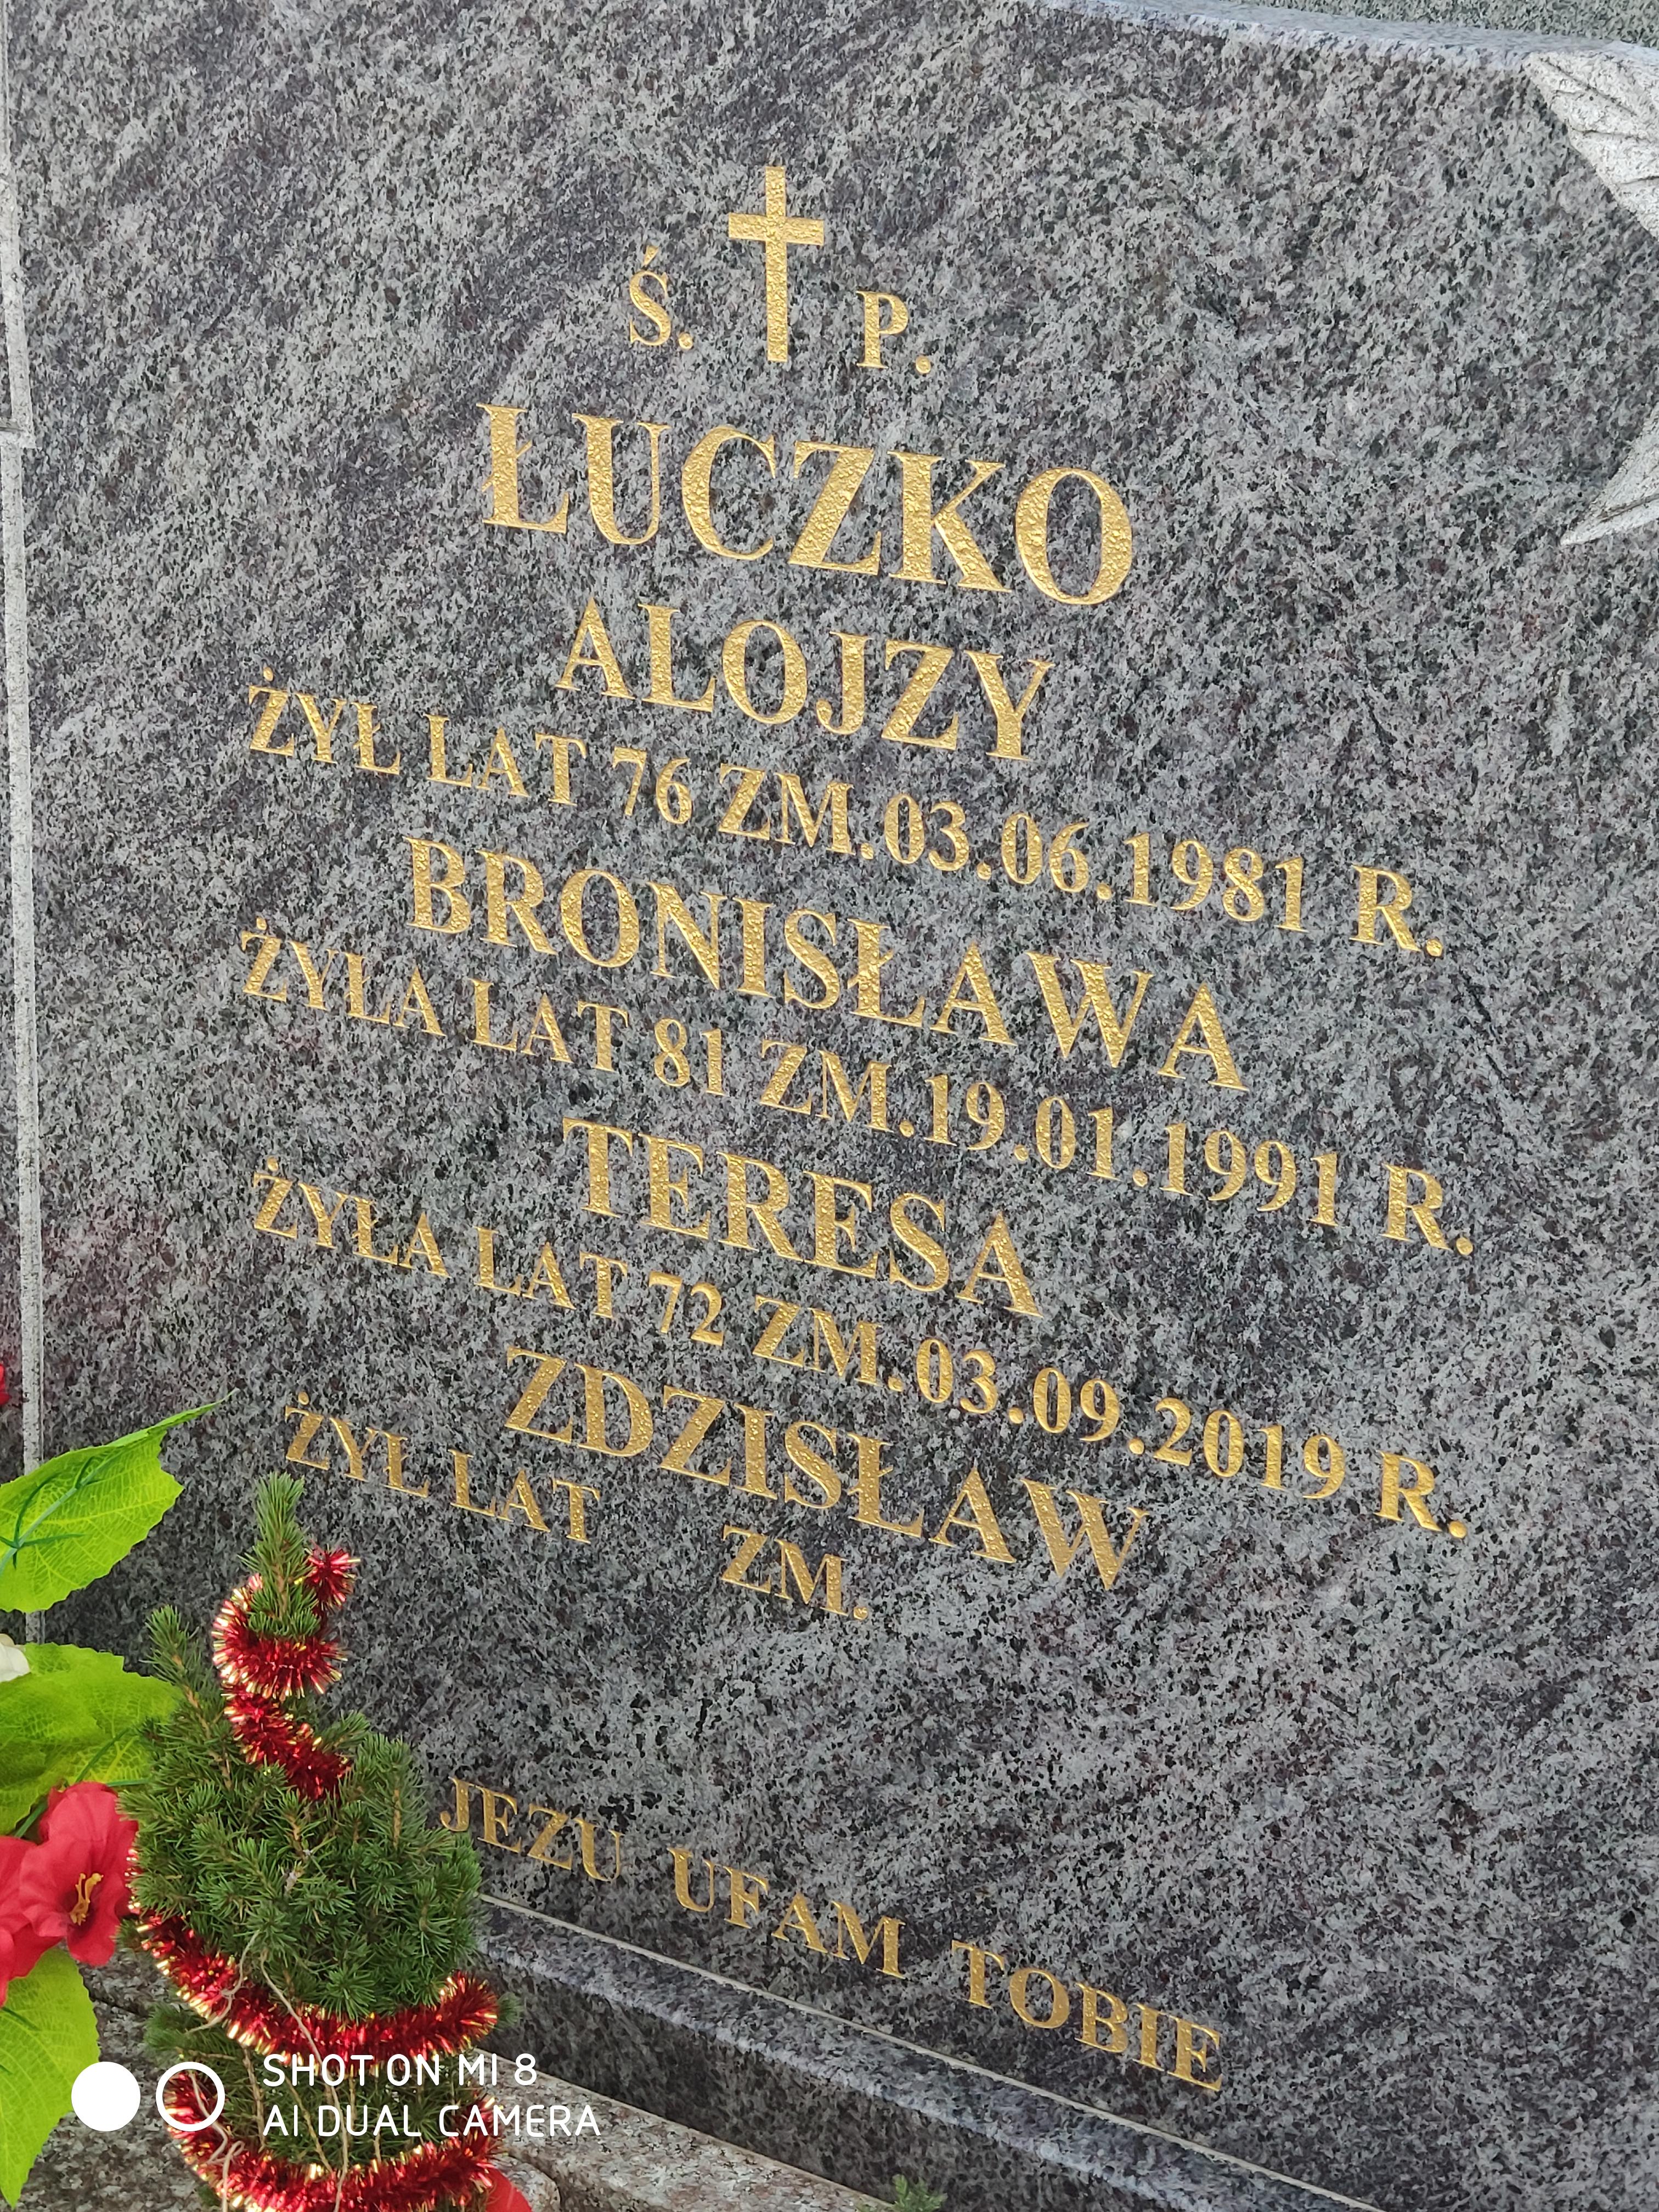 Ś. P.
ŁUCZKO
ALOJZY
ŻYŁ LAT 76 ZM.03.06.1981 R.
BRONISŁAWA
ŻYŁA LAT 81 ZM.19.01.1991 R.
TERESA
ŻYŁA LAT 72 ZM.03.09.2019 R.
ZDZISŁAW
ŻYŁ LAT ZM.
JEZU UFAM TOBIE
SHOT ON MI 8
AI DUAL CAMERA